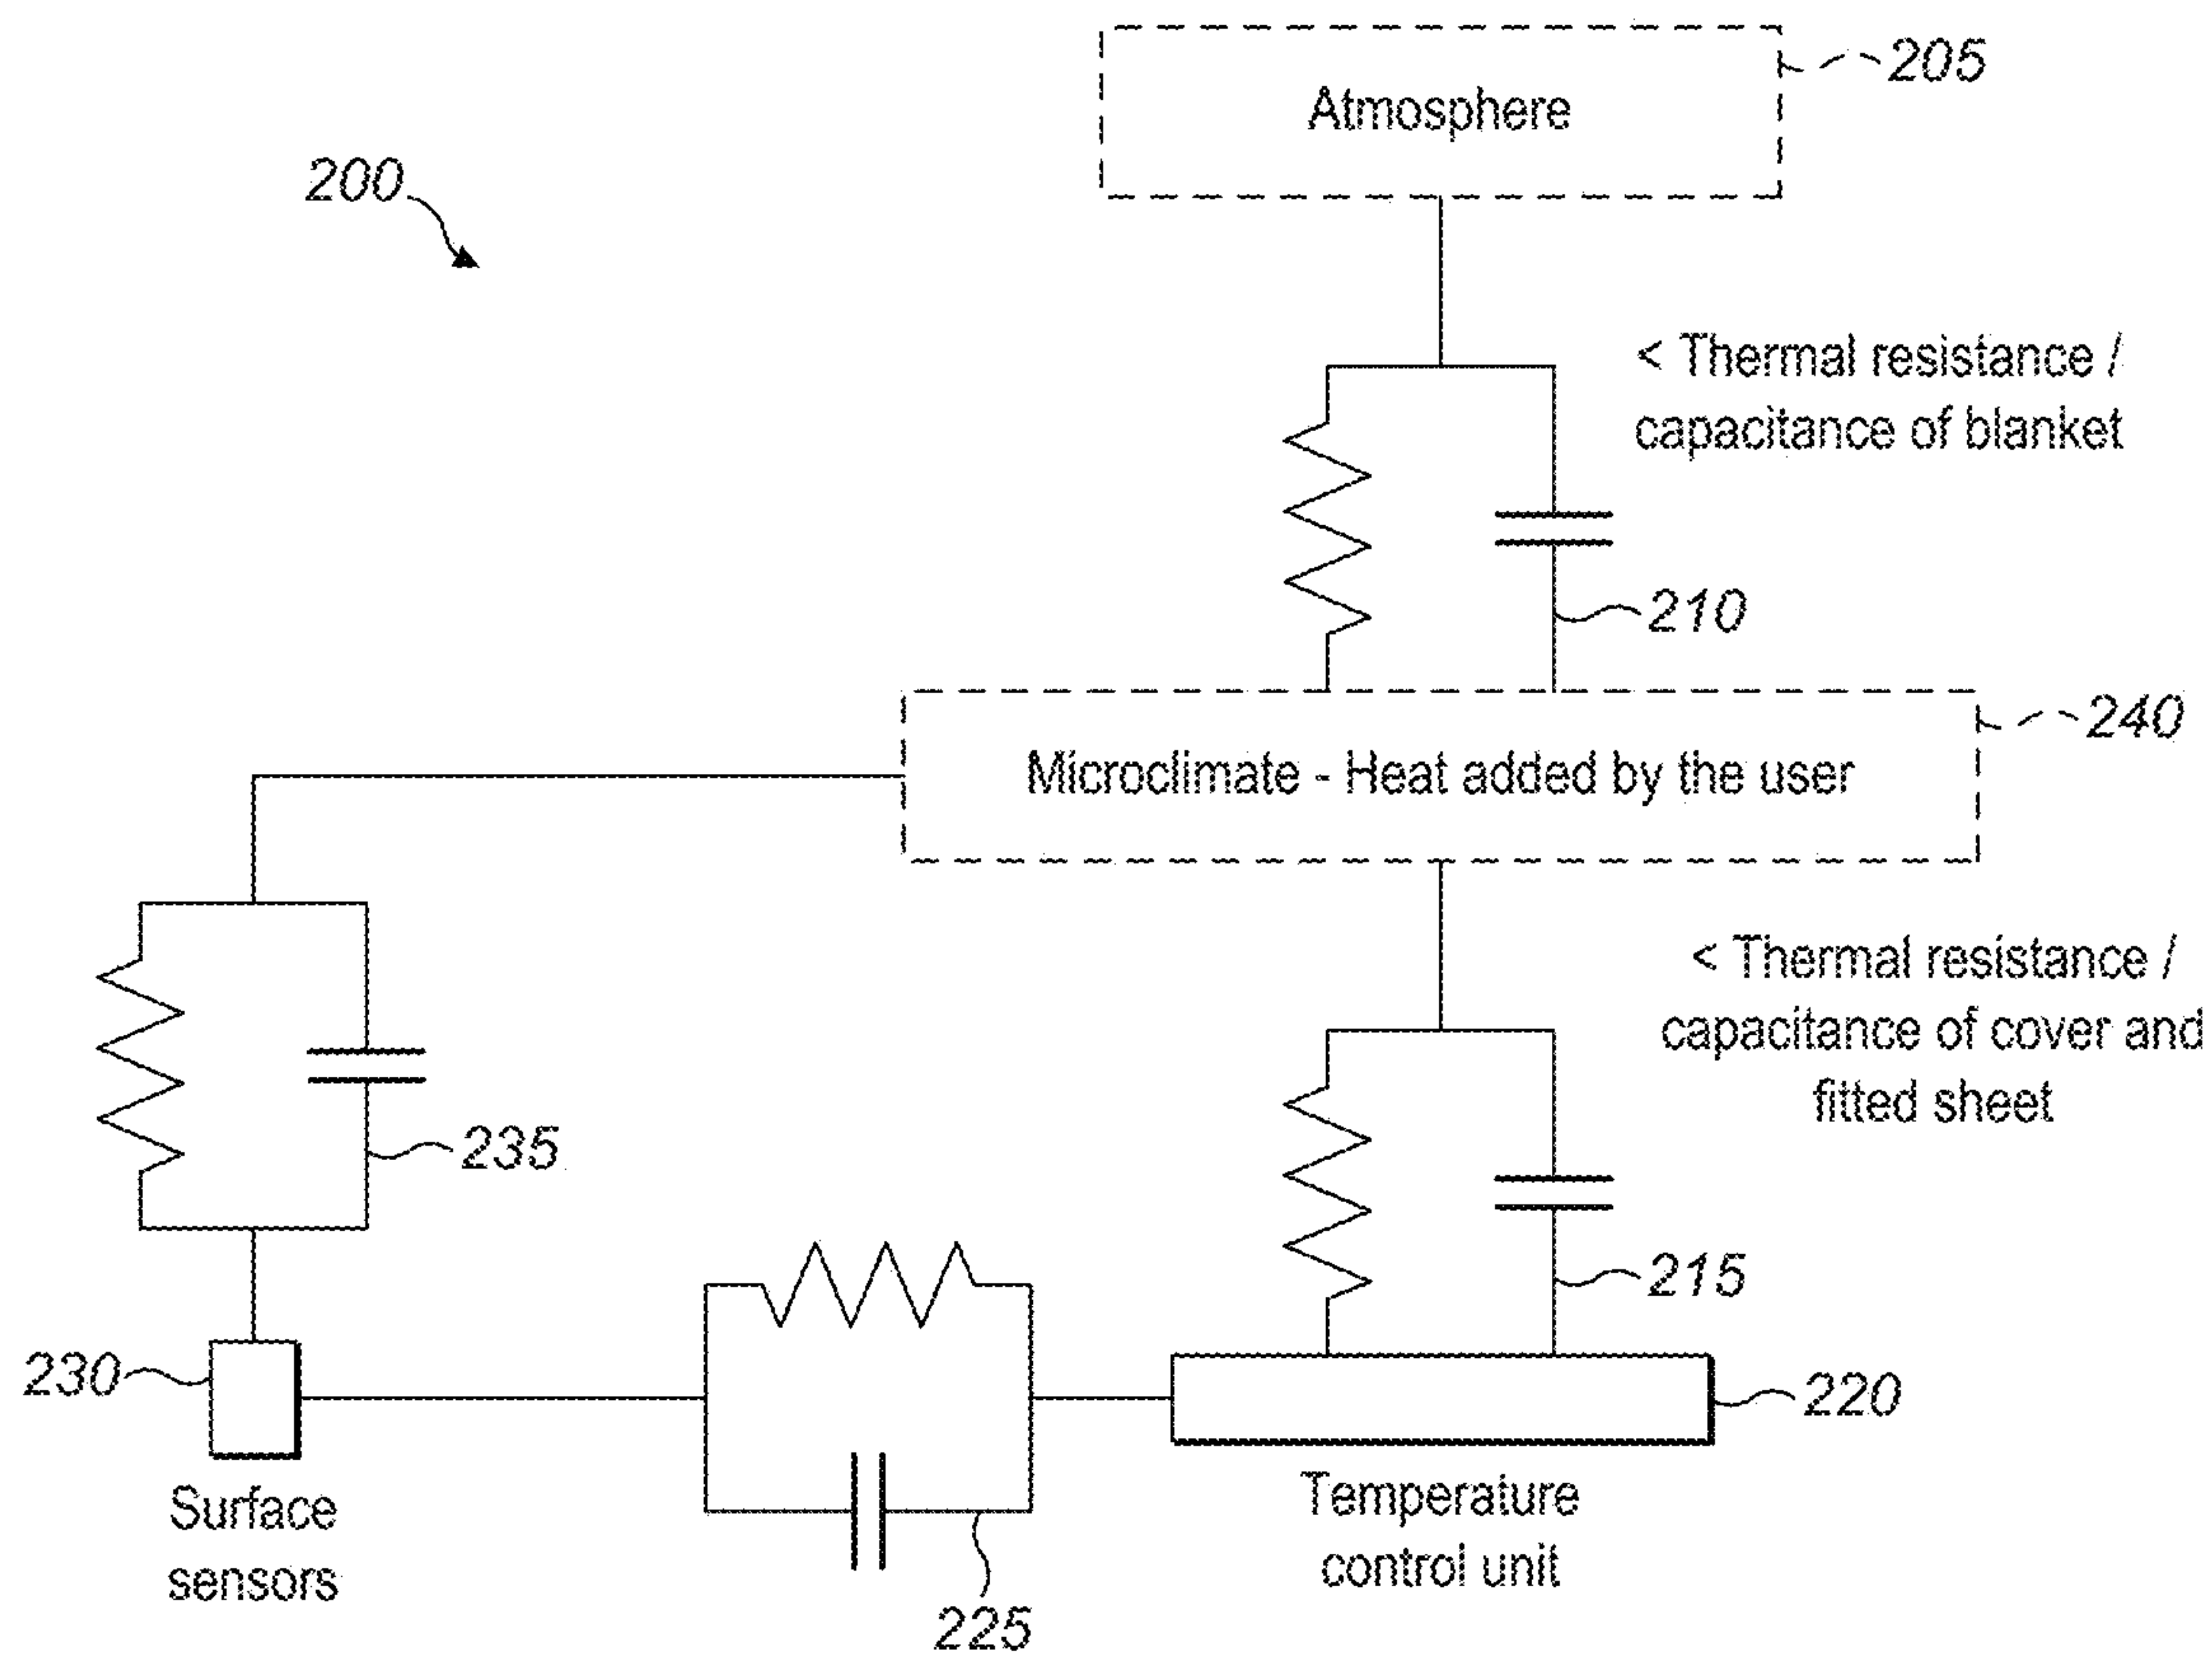 205
Atmosphere
200
< Thermal resistance /
capacitance of blanket
210
240
Microclimate - Heat added by the user
< Thermal resistance /
capacitance of cover and
fitted sheet
235
215
230
220
Surface
sensors
Temperature
control unit
225